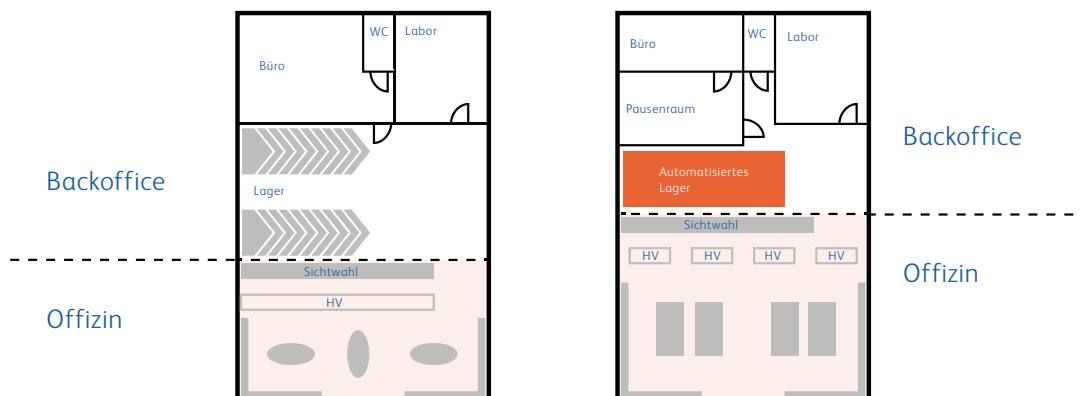 WC
Labor
Büro
Lager
Backoffice
Sichtwahl
HV
Offizin
Büro
WC
Labor
Pausenraum
Automatisiertes
Lager
Backoffice
Sichtwahl
HV
HV
HV
HV
Offizin